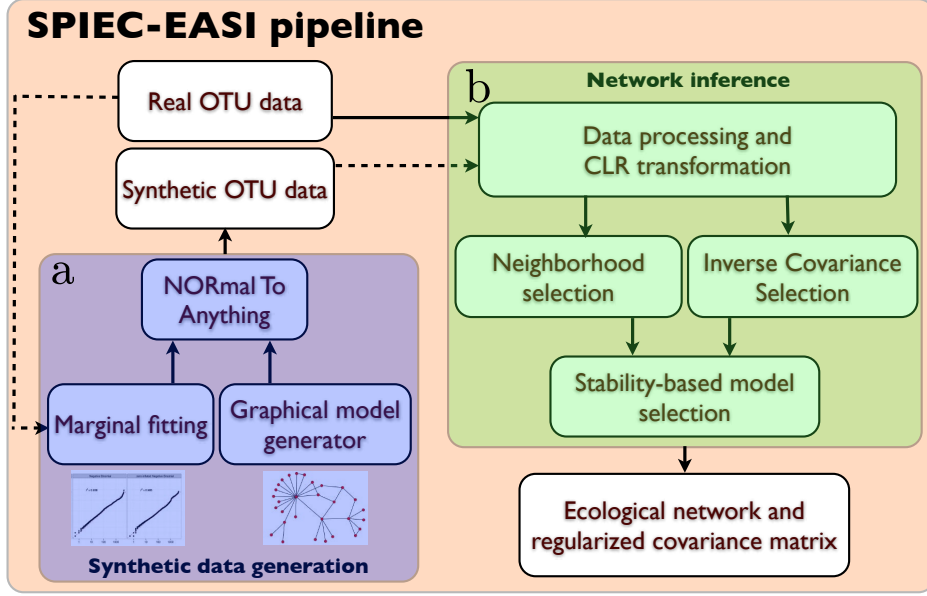 SPIEC-EASI pipeline
Real OTU data
Synthetic OTU data
a
NORmal To
Anything
Marginal fitting
Graphical model
generator
Synthetic data generation
b
Network inference
Data processing and
CLR transformation
Neighborhood
selection
Inverse Covariance
Selection
Stability-based model
selection
Ecological network and
regularized covariance matrix